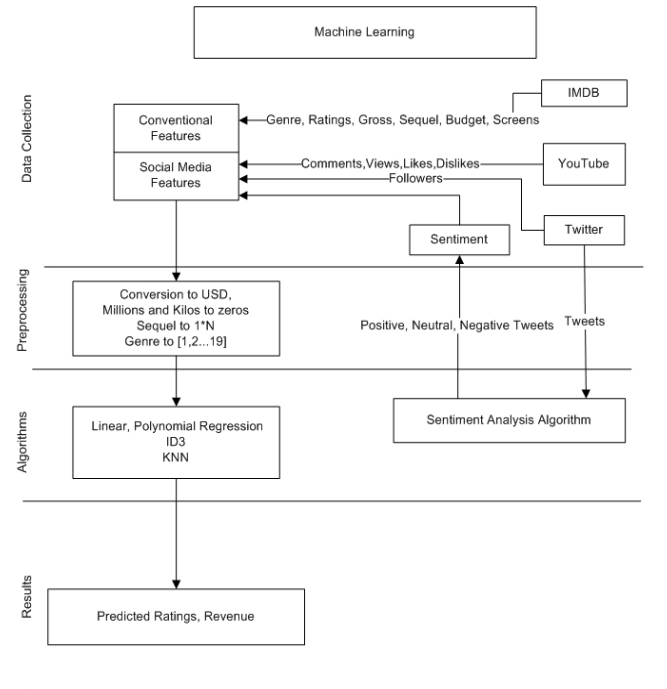 Machine Learning
Data Collection
IMDB
Conventional
Features
Genre, Ratings, Gross, Sequel, Budget, Screens
Social Media
Features
Comments,Views,Likes,Dislikes
YouTube
Followers
Sentiment
Twitter
Preprocessing
Conversion to USD,
Millions and Kilos to zeros
Sequel to 1*N
Genre to [1,2...19]
Positive, Neutral, Negative Tweets
Tweets
Algorithms
Linear, Polynomial Regression
ID3
KNN
Sentiment Analysis Algorithm
Results
Predicted Ratings, Revenue